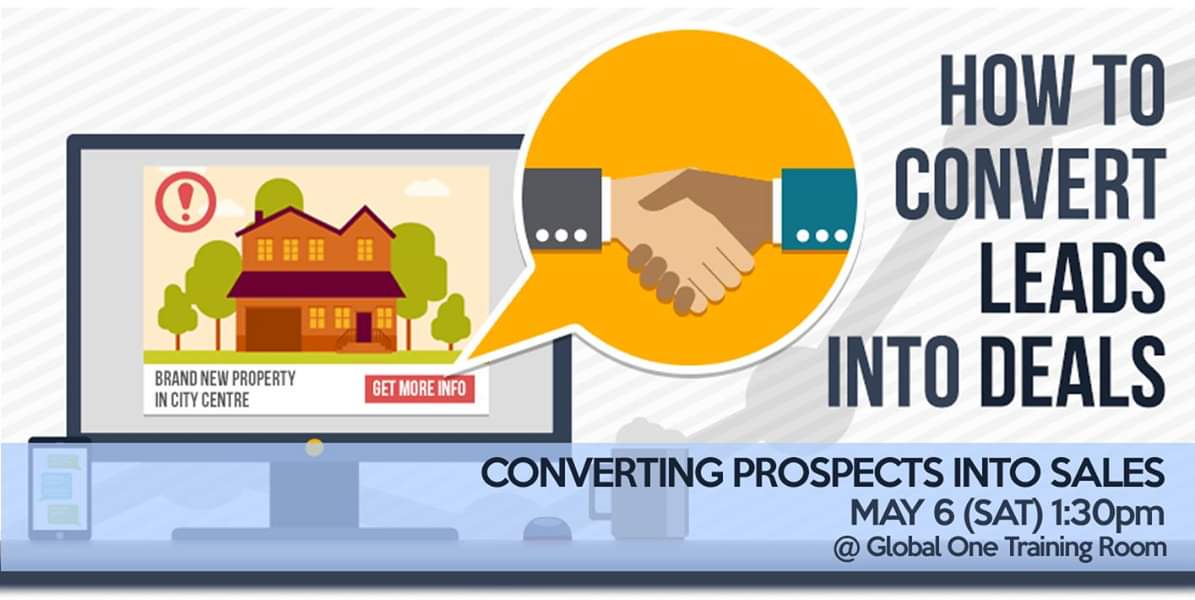 HOW TO
CONVERT
LEADS
INTO DEALS
BRAND NEW PROPERTY
IN CITY CENTRE
GET MORE INFO
CONVERTING PROSPECTS INTO SALES
MAY 6 (SAT) 1:30pm
@ Global One Training Room